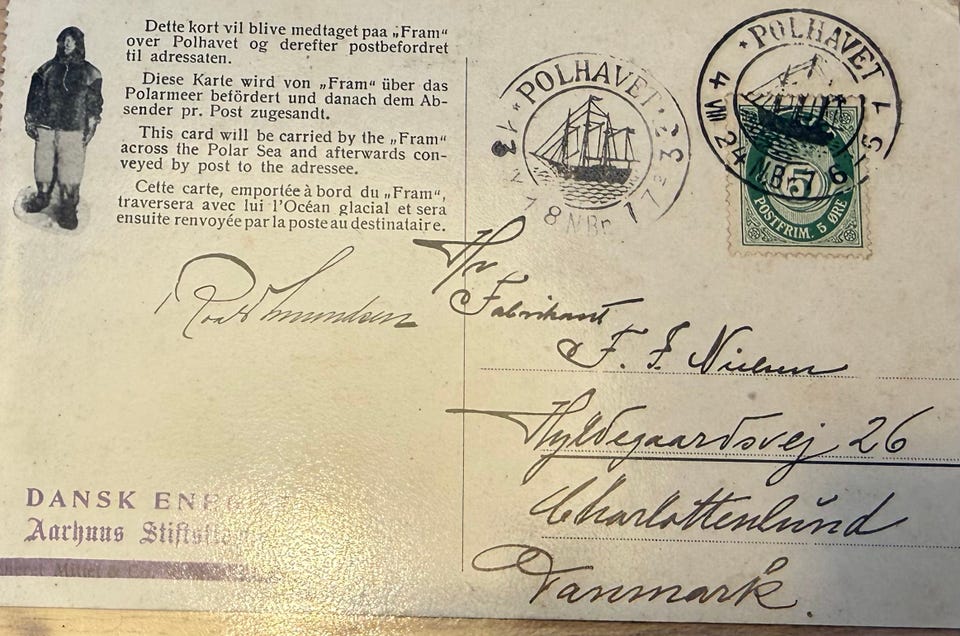 Dette kort vil blive medtaget paa „Fram“
over Polhavet og derefter postbefordret
til adressaten.
Diese Karte wird von „Fram“ über das
Polarmeer befördert und danach dem Ab-
sender pr. Post zugesandt.
This card will be carried by the „Fram“
across the Polar Sea and afterwards con-
veyed by post to the adressee.
Cette carte, emportée à bord du „Fram“,
traversera avec lui l'Océan glacial et sera
ensuite renvoyée par la poste au destinataire.
POLHAVET
POLHAVET
POSTFRIM. 5 ØRE
Roald Amundsen
Hr
Fabrikant
F. J. Nielsen
Hyldegaardsvej 26
Charlottenlund
Danmark.
DANSK
Aarhuus